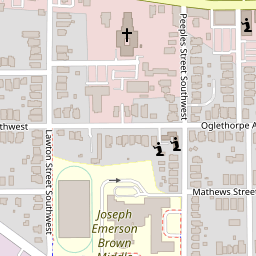 Peeples Street Southwest
Oglethorpe A
thwest
Lawton Street Southwest
Mathews Street
Joseph
Emerson
Brown
Middle